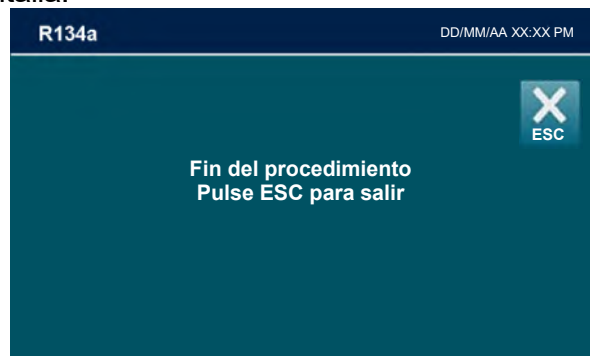 R134a
DD/MM/AA XX:XX PM
ESC
Fin del procedimiento
Pulse ESC para salir